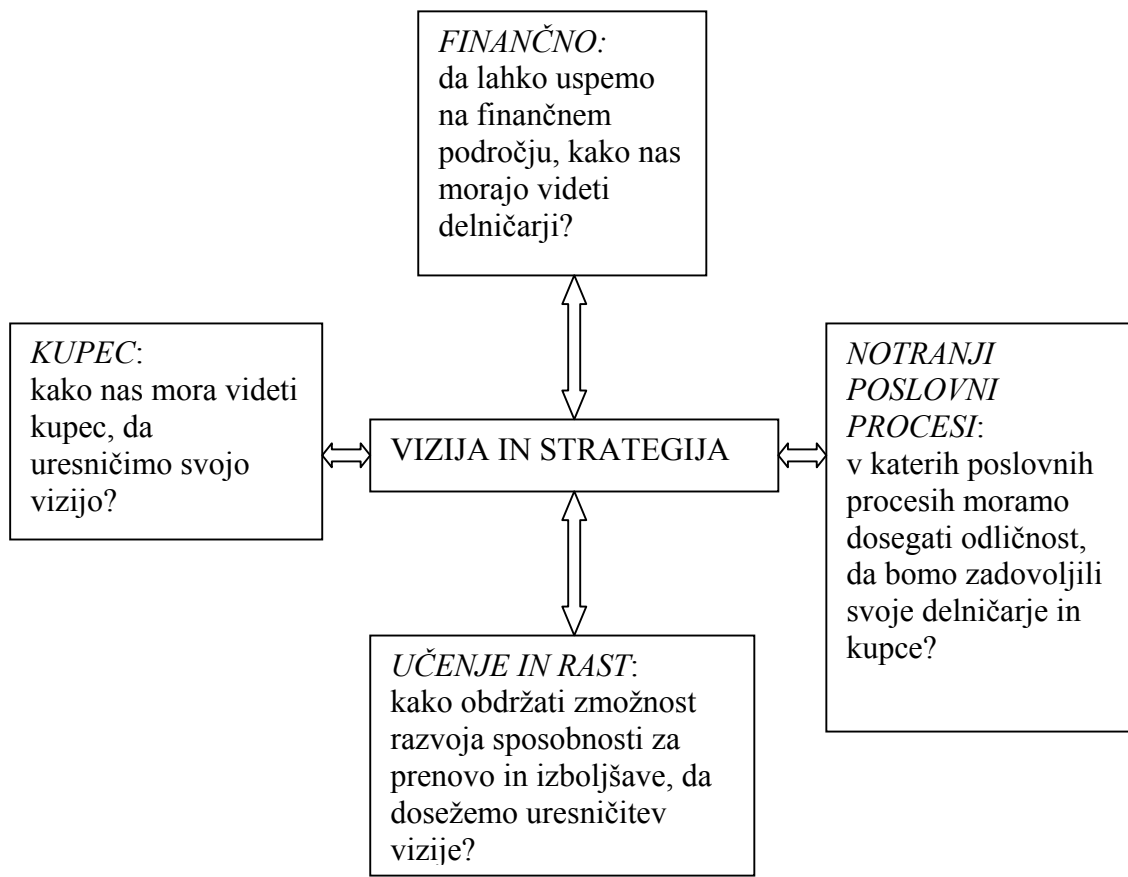 FINANČNO:
da lahko uspemo
na finančnem
področju, kako nas
morajo videti
delničarji?
KUPEC:
kako nas mora videti
kupec, da
uresničimo svojo
vizijo?
VIZIJA IN STRATEGIJA
NOTRANJI
POSLOVNI
PROCESI:
v katerih poslovnih
procesih moramo
dosegati odličnost,
da bomo zadovoljili
svoje delničarje in
kupce?
UČENJE IN RAST:
kako obdržati zmožnost
razvoja sposobnosti za
prenovo in izboljšave, da
dosežemo uresničitev
vizije?